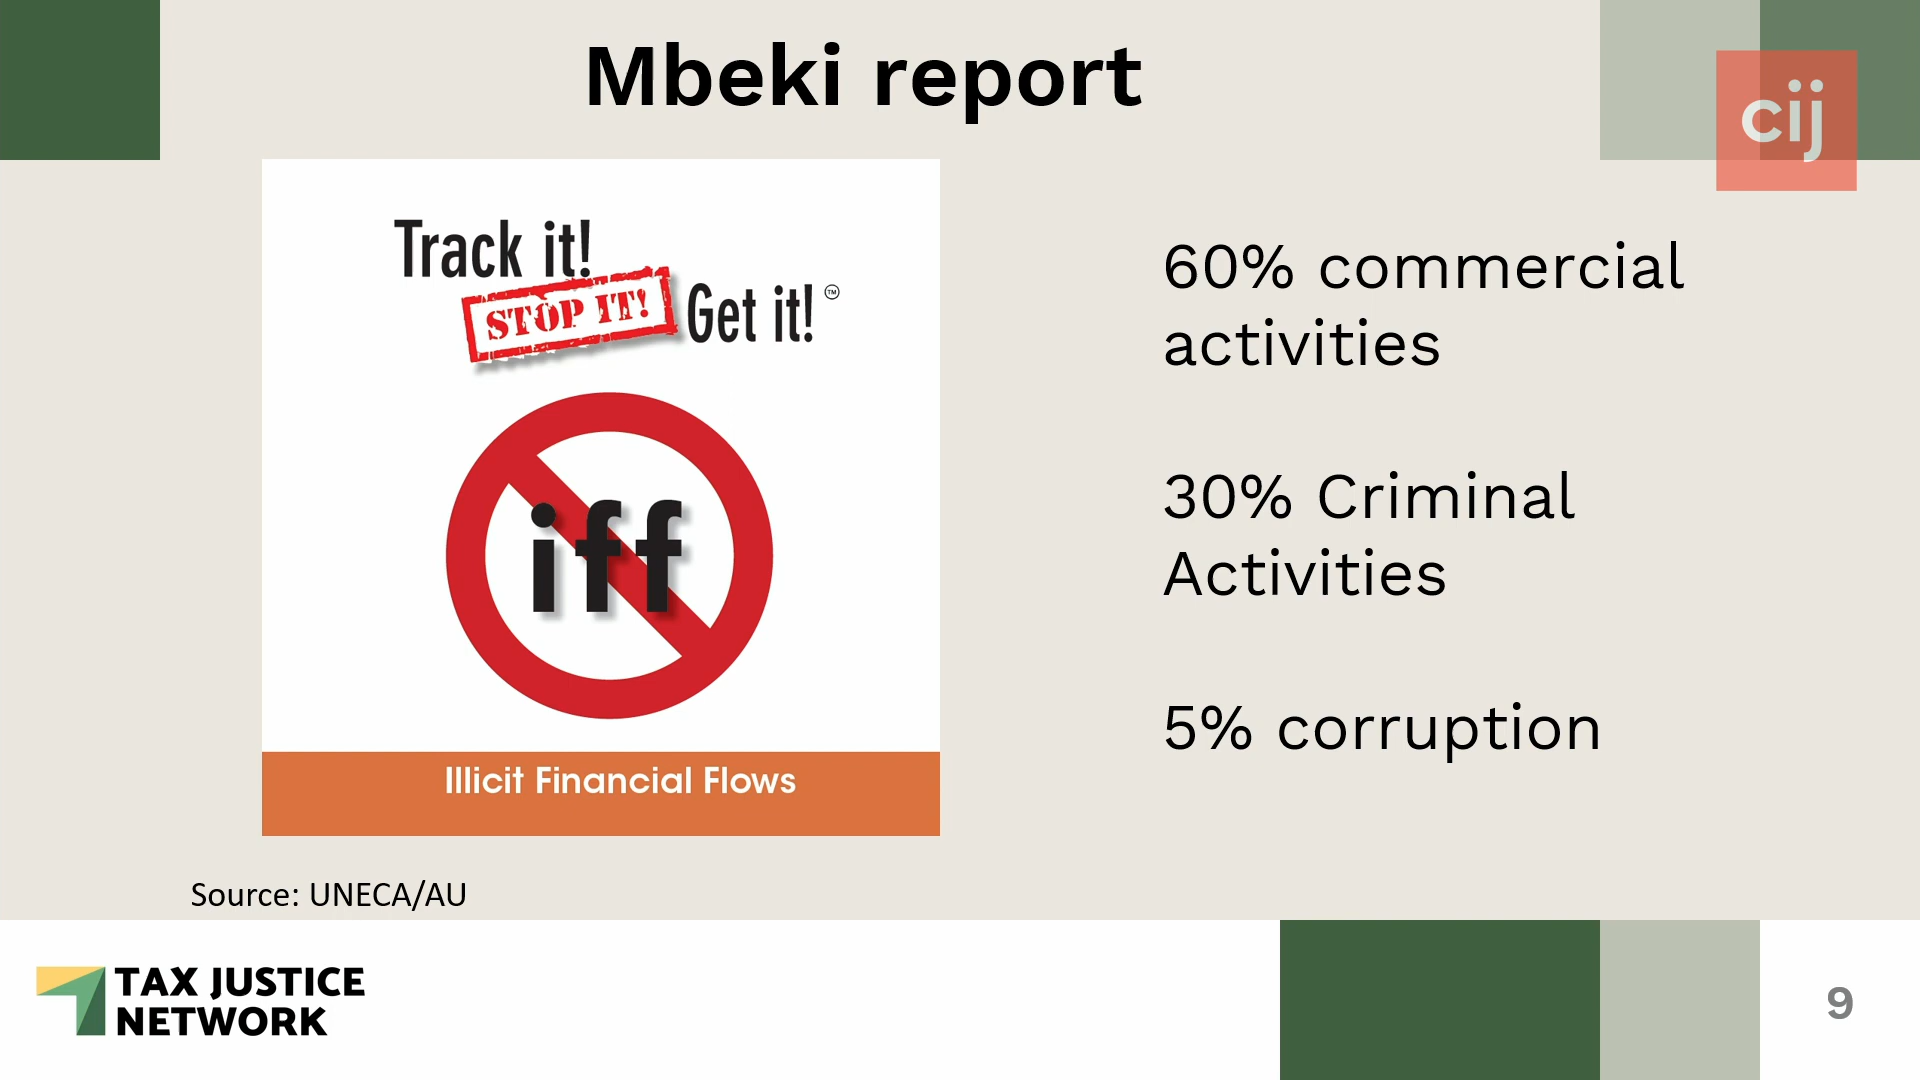 Mbeki report
cij
Track it!
STOP IT!
Get it! ™
iff
Illicit Financial Flows
60% commercial
activities
30% Criminal
Activities
5% corruption
Source: UNECA/AU
TAX JUSTICE
NETWORK
9